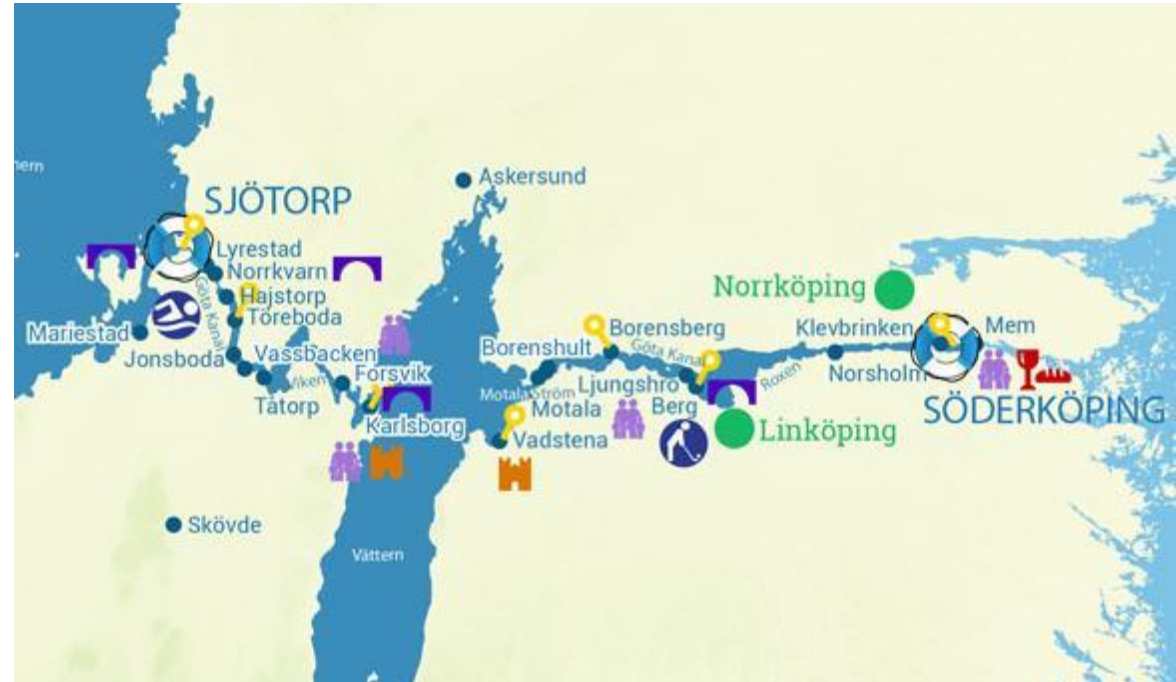 Askersund
SJÖTORP
Lyrestad
Norrkvarn
Hajstorp
Töreboda
Göta Kanal
Mariestad
Jonsboda
Vassbacken
Viken
Tåtorp
Forsvik
Karlsborg
Skövde
Vättern
Borenshult
Borensberg
Göta Kanal
Motala Ström
Motala
Vadstena
Ljungsbro
Berg
Roxen
Norrköping
Linköping
Klevbrinken
Norsholm
Mem
SÖDERKÖPING